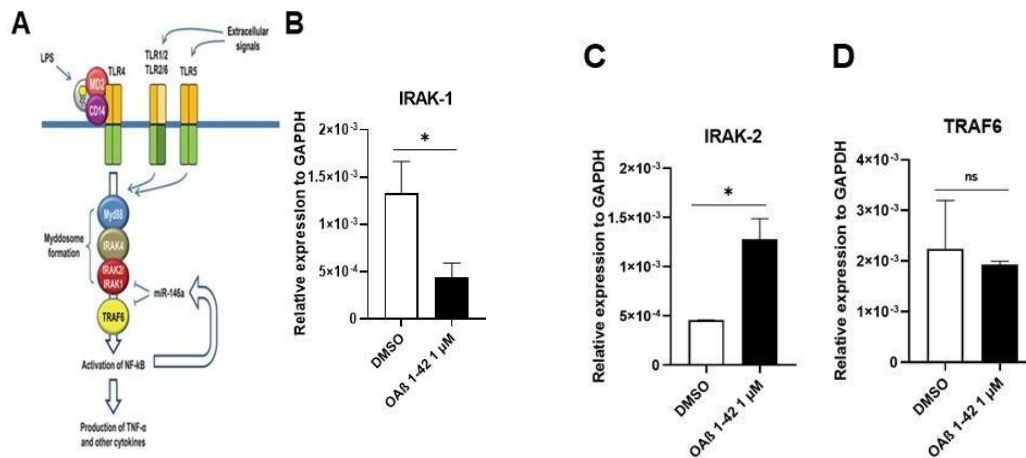 A
Extracellular
signals
LPS
TLR4
TLR1/2
TLR2/6
TLR5
MD2
CD14
Myd88
Myddosome
formation
IRAK4
IRAK2/
IRAK1
miR-146a
TRAF6
Activation of NF-kB
Production of TNF-α
and other cytokines
B
IRAK-1
Relative expression to GAPDH
2×10-3
2×10-3
1×10-3
5×10-4
0
*
DMSO
OAß 1-42 1 µM
C
IRAK-2
Relative expression to GAPDH
2×10-3
2×10-3
1×10-3
5×10-4
0
*
DMSO
OAß 1-42 1 µM
D
TRAF6
Relative expression to GAPDH
4×10-3
3×10-3
2×10-3
1×10-3
0
ns
DMSO
OAß 1-42 1 µM